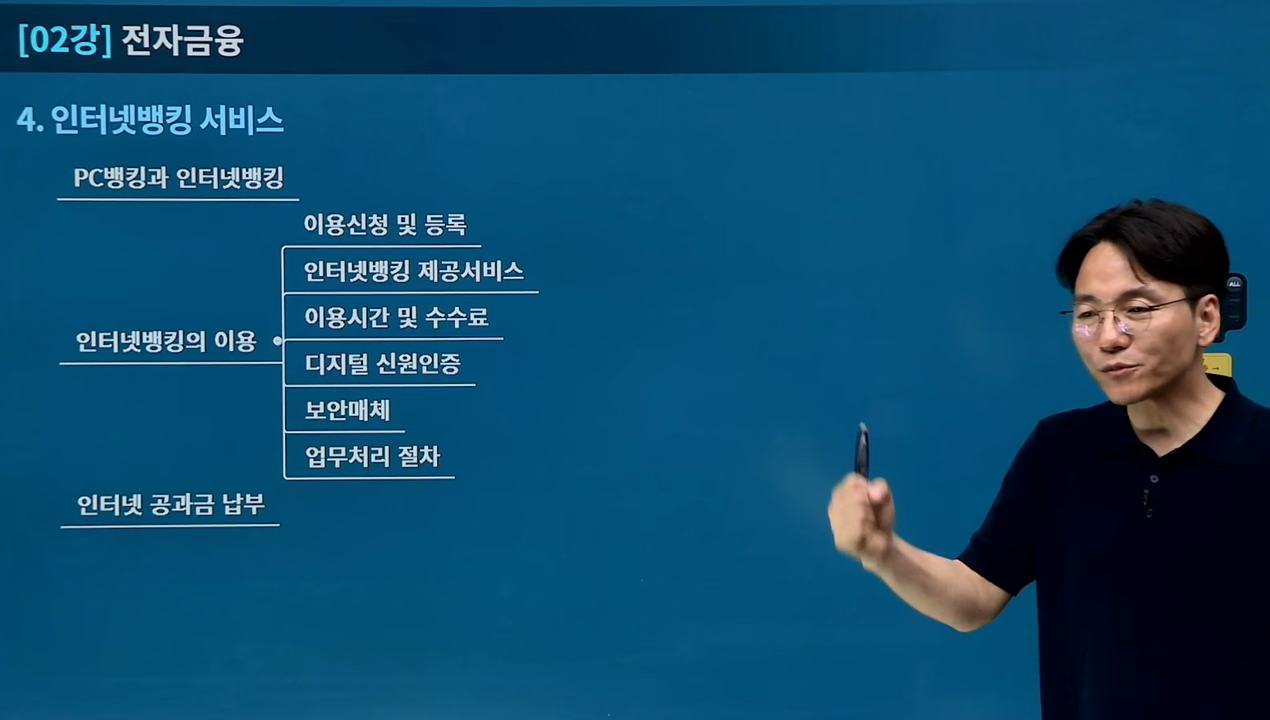 [02강] 전자금융
4. 인터넷뱅킹 서비스
PC뱅킹과 인터넷뱅킹
이용신청 및 등록
인터넷뱅킹 제공서비스
이용시간 및 수수료
인터넷뱅킹의 이용
디지털 신원인증
보안매체
업무처리 절차
인터넷 공과금 납부
ALL